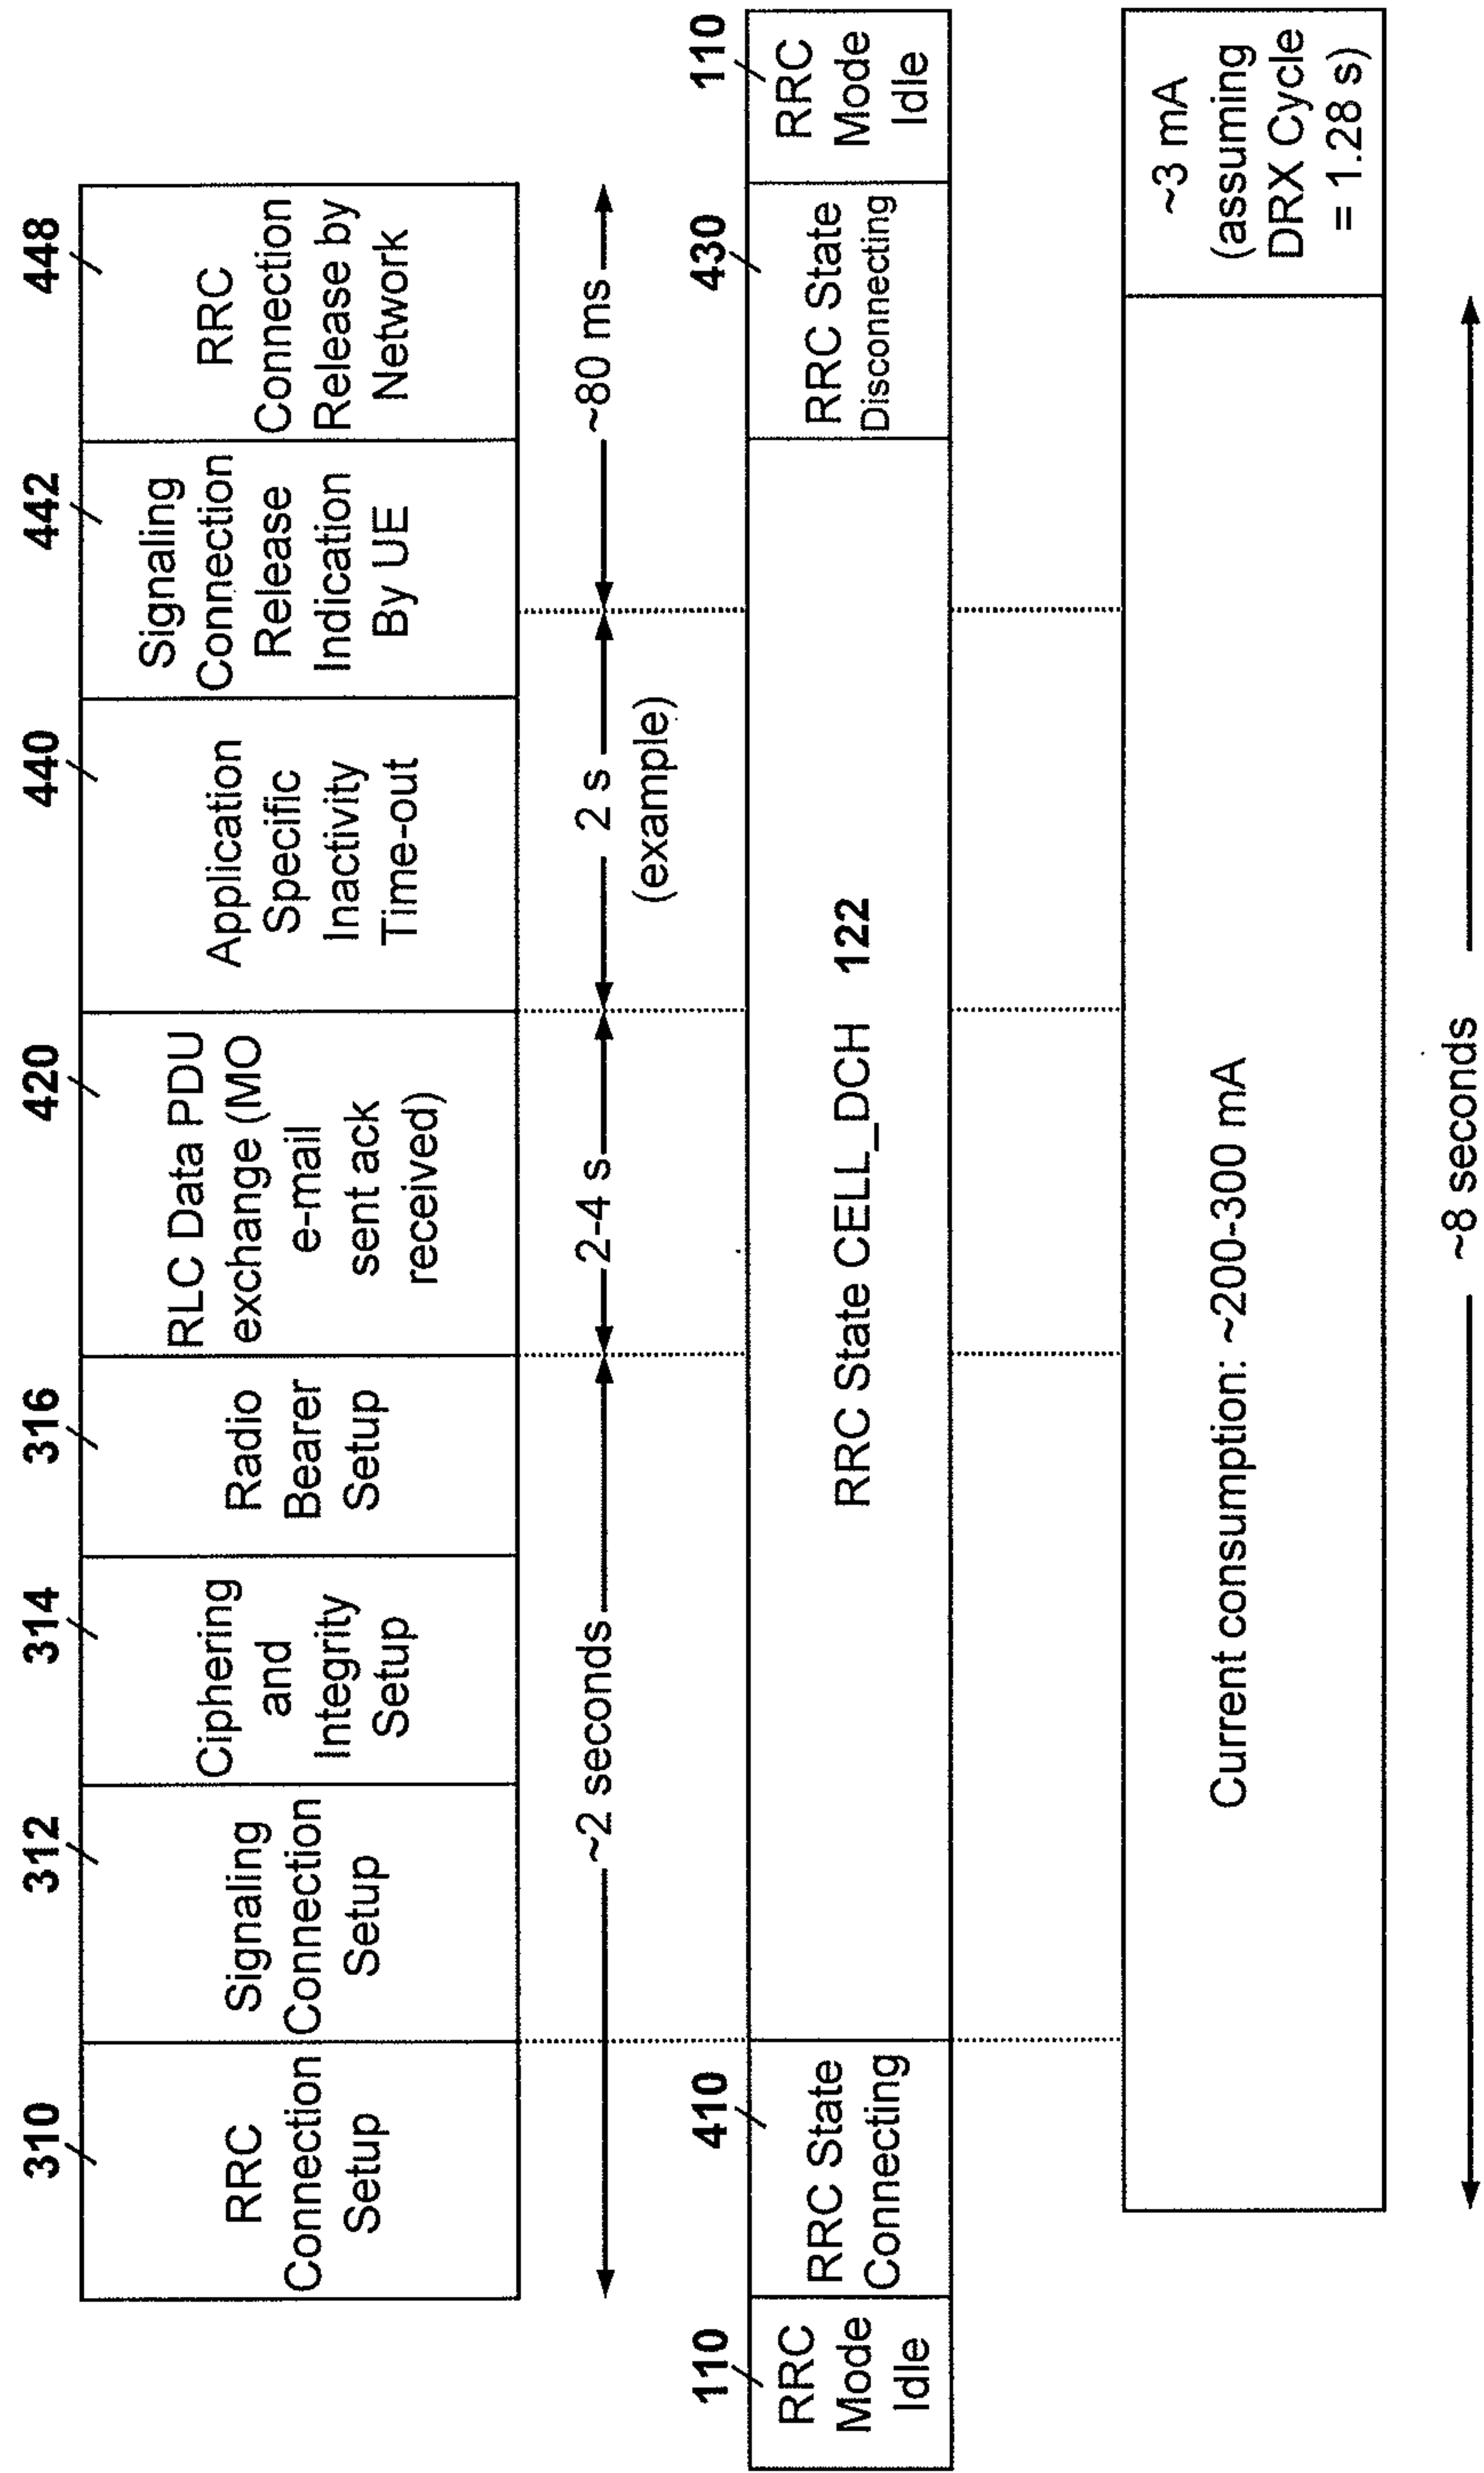 310
RRC
Connection
Setup
312
Signaling
Connection
Setup
314
Ciphering
and
Integrity
Setup
316
Radio
Bearer
Setup
420
RLC Data PDU
exchange (MO
e-mail
sent ack
received)
440
Application
Specific
Inactivity
Time-out
442
Signaling
Connection
Release
Indication
By UE
448
RRC
Connection
Release by
Network
~2 seconds
2-4 s
2 s
(example)
~80 ms
110
RRC
Mode
Idle
410
RRC State
Connecting
RRC State CELL_DCH 122
430
RRC State
Disconnecting
110
RRC
Mode
Idle
Current consumption: ~200-300 mA
~3 mA
(assuming
DRX Cycle
= 1.28 s)
~8 seconds